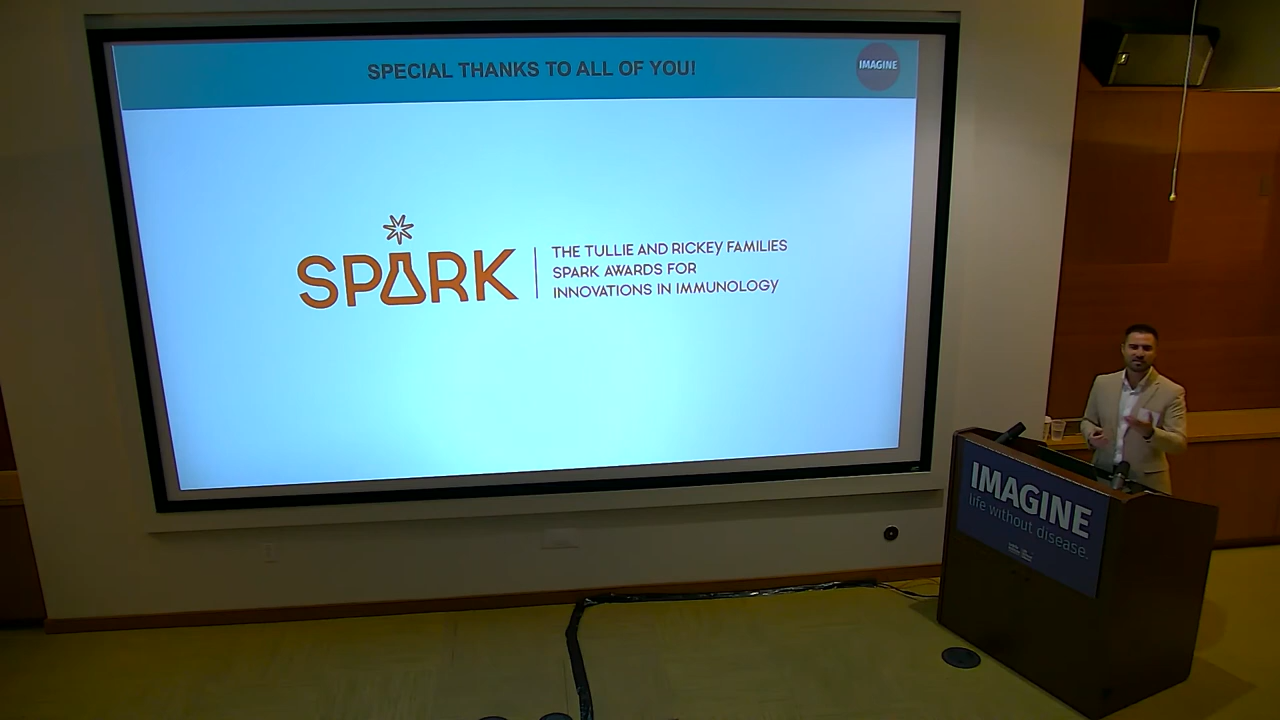 SPECIAL THANKS TO ALL OF YOU!
IMAGINE
SPARK
THE TULLIE AND RICKEY FAMILIES
SPARK AWARDS FOR
INNOVATIONS IN IMMUNOLOGY
IMAGINE
life without disease.